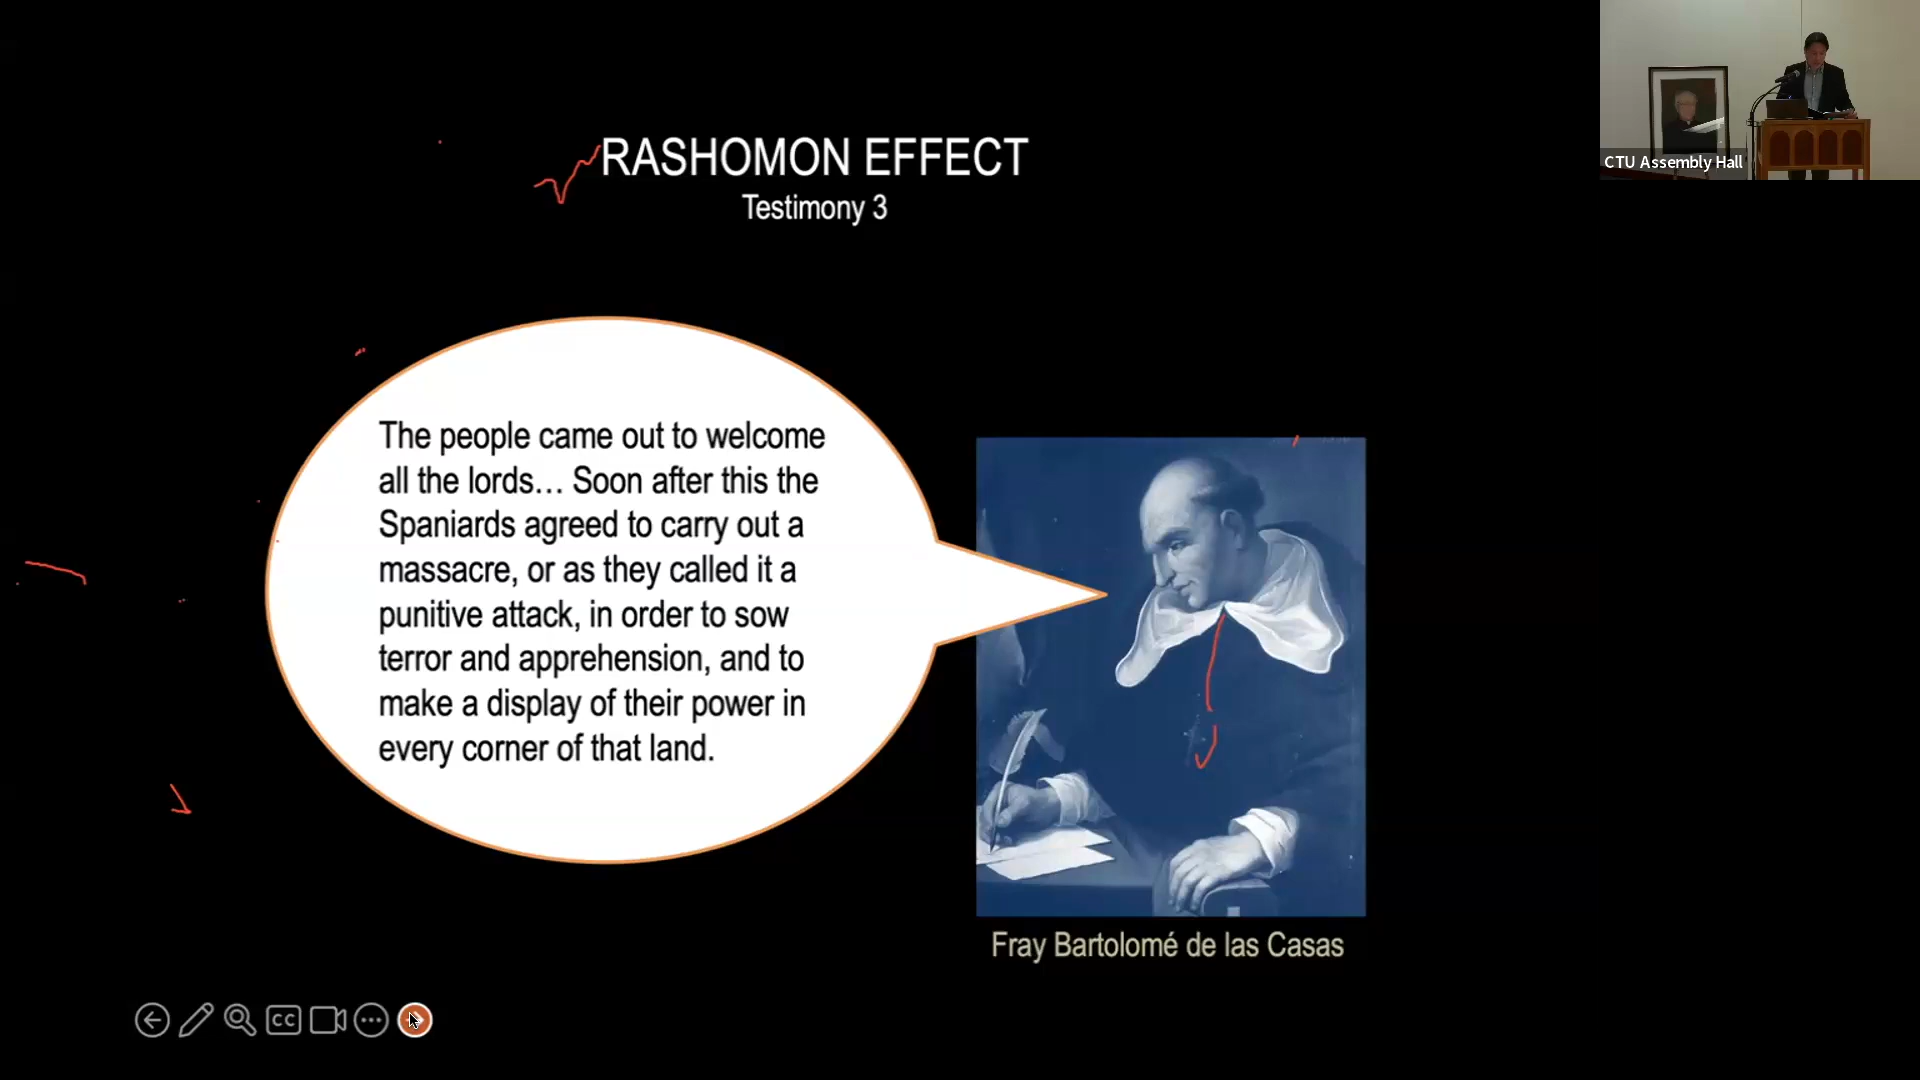 RASHOMON EFFECT
Testimony 3
CTU Assembly Hall
The people came out to welcome
all the lords… Soon after this the
Spaniards agreed to carry out a
massacre, or as they called it a
punitive attack, in order to sow
terror and apprehension, and to
make a display of their power in
every corner of that land.
Fray Bartolomé de las Casas
CC